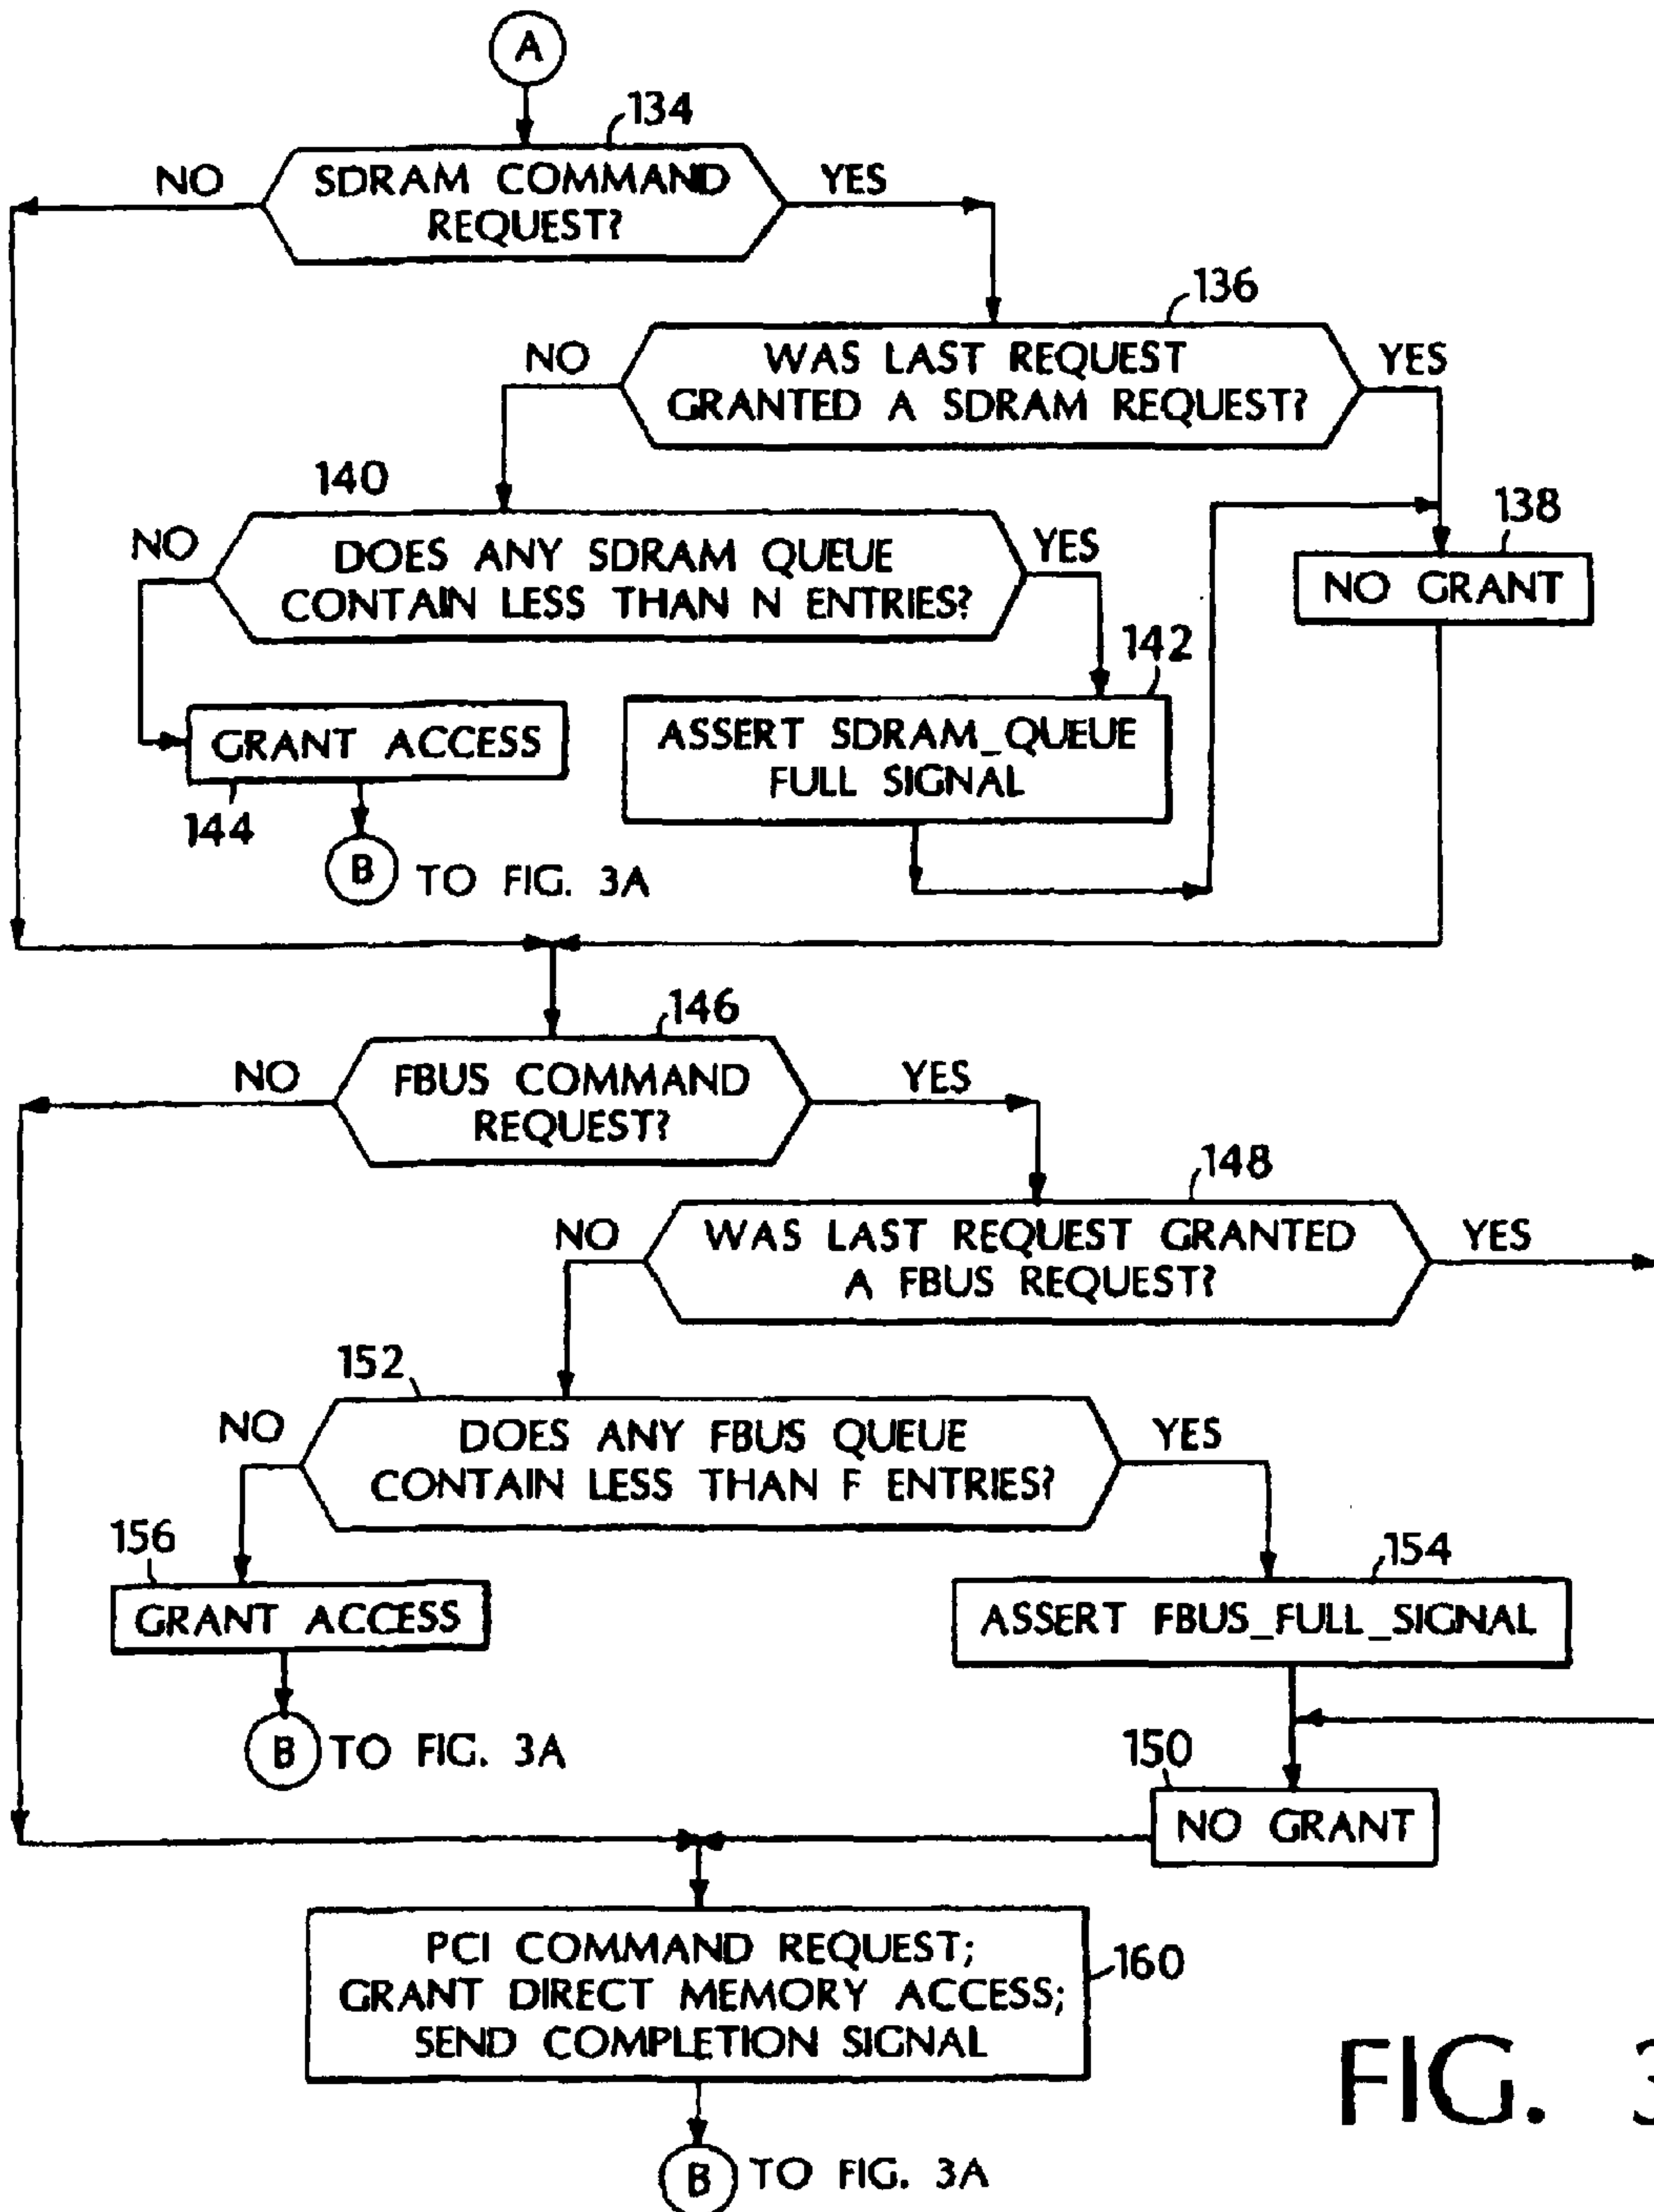 A
134
NO
SDRAM COMMAND
REQUEST?
YES
136
NO
WAS LAST REQUEST
GRANTED A SDRAM REQUEST?
YES
140
NO
DOES ANY SDRAM QUEUE
CONTAIN LESS THAN N ENTRIES?
YES
138
NO GRANT
142
GRANT ACCESS
144
ASSERT SDRAM_QUEUE
FULL SIGNAL
B TO FIG. 3A
146
NO
FBUS COMMAND
REQUEST?
YES
148
NO
WAS LAST REQUEST GRANTED
A FBUS REQUEST?
YES
152
NO
DOES ANY FBUS QUEUE
CONTAIN LESS THAN F ENTRIES?
YES
156
GRANT ACCESS
154
ASSERT FBUS_FULL_SIGNAL
B TO FIG. 3A
150
NO GRANT
PCI COMMAND REQUEST;
GRANT DIRECT MEMORY ACCESS;
SEND COMPLETION SIGNAL
160
FIG.
B TO FIG. 3A